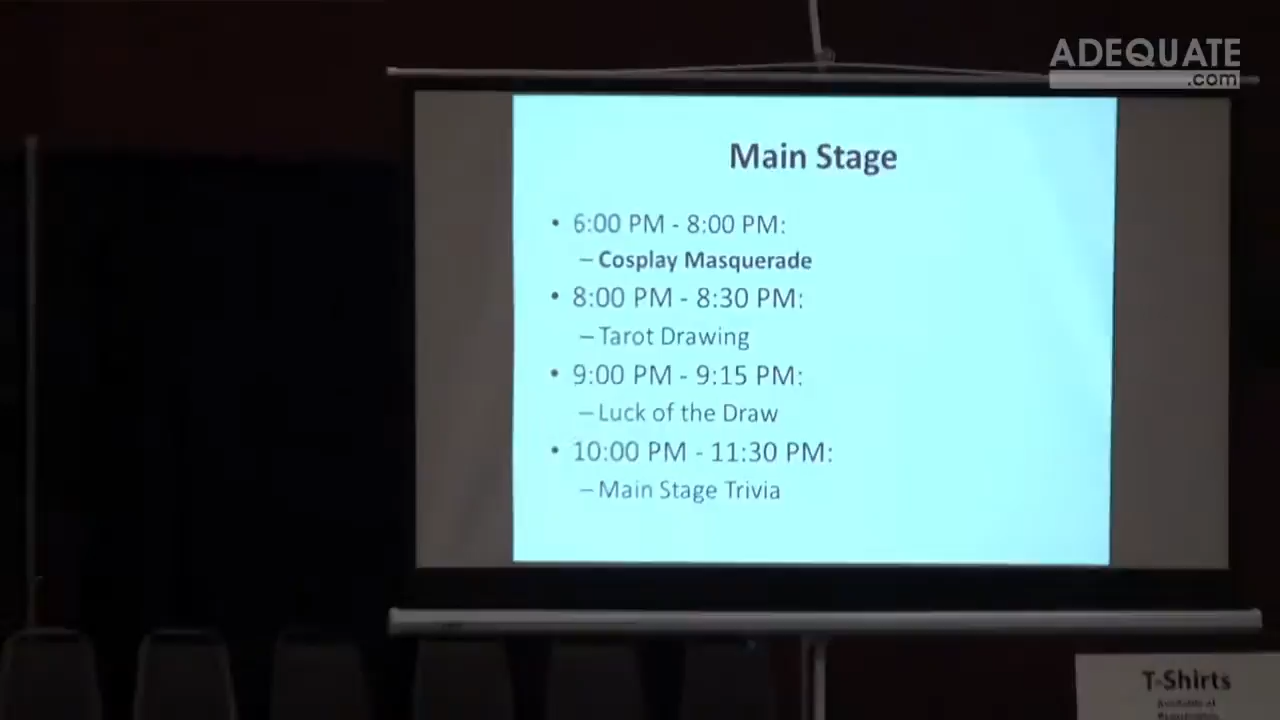 ADEQUATE
.com
Main Stage
• 6:00 PM - 8:00 PM:
– Cosplay Masquerade
• 8:00 PM - 8:30 PM:
– Tarot Drawing
• 9:00 PM - 9:15 PM:
– Luck of the Draw
• 10:00 PM - 11:30 PM:
– Main Stage Trivia
T-Shirts
Available at